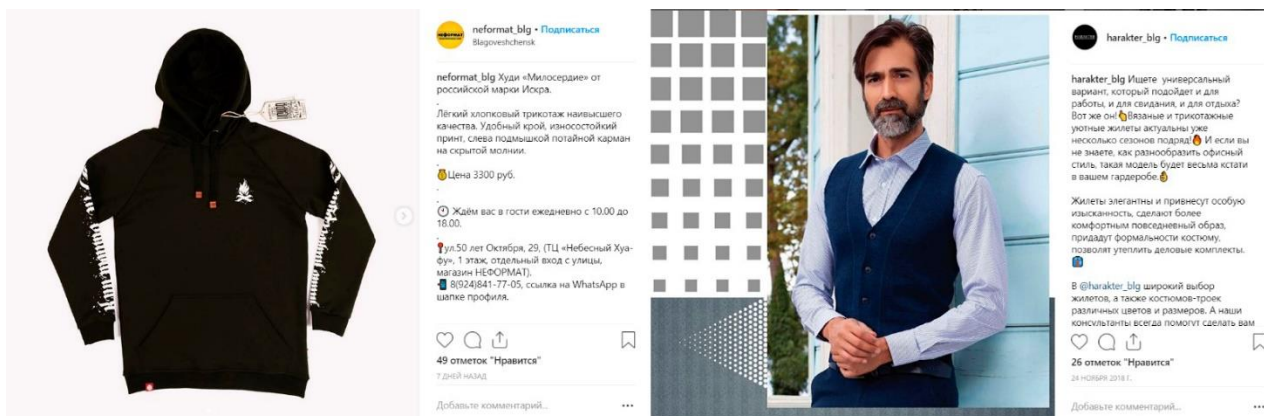 неформат
neformat_blg • Подписаться
Blagoveshchensk
neformat_blg Худи «Милосердие» от
российской марки Искра.
.
Лёгкий хлопковый трикотаж наивысшего
качества. Удобный крой, износостойкий
принт, слева подмышкой потайной карман
на скрытой молнии.
.
Цена 3300 руб.
.
.
Ждём вас в гости ежедневно с 10.00 до
18.00.
.
ул.50 лет Октября, 29, (ТЦ «Небесный Хуа-
фу», 1 этаж, отдельный вход с улицы,
магазин НЕФОРМАТ).
8(924)841-77-05, ссылка на WhatsApp в
шапке профиля.
49 отметок "Нравится"
7 ДНЕЙ НАЗАД
Добавьте комментарий...
harakter_blg • Подписаться
harakter_blg Ищете универсальный
вариант, который подойдет и для
работы, и для свидания, и для отдыха?
Вот же он! Вязаные и трикотажные
уютные жилеты актуальны уже
несколько сезонов подряд! И если вы
не знаете, как разнообразить офисный
стиль, такая модель будет весьма кстати
в вашем гардеробе.
Жилеты элегантны и привнесут особую
изысканность, сделают более
комфортным повседневный образ,
придадут формальности костюму,
позволят утеплить деловые комплекты.
В @harakter_blg широкий выбор
жилетов, а также костюмов-троек
различных цветов и размеров. А наши
консультанты всегда помогут сделать вам
26 отметок "Нравится"
24 НОЯБРЯ 2018 Г.
Добавьте комментарий...